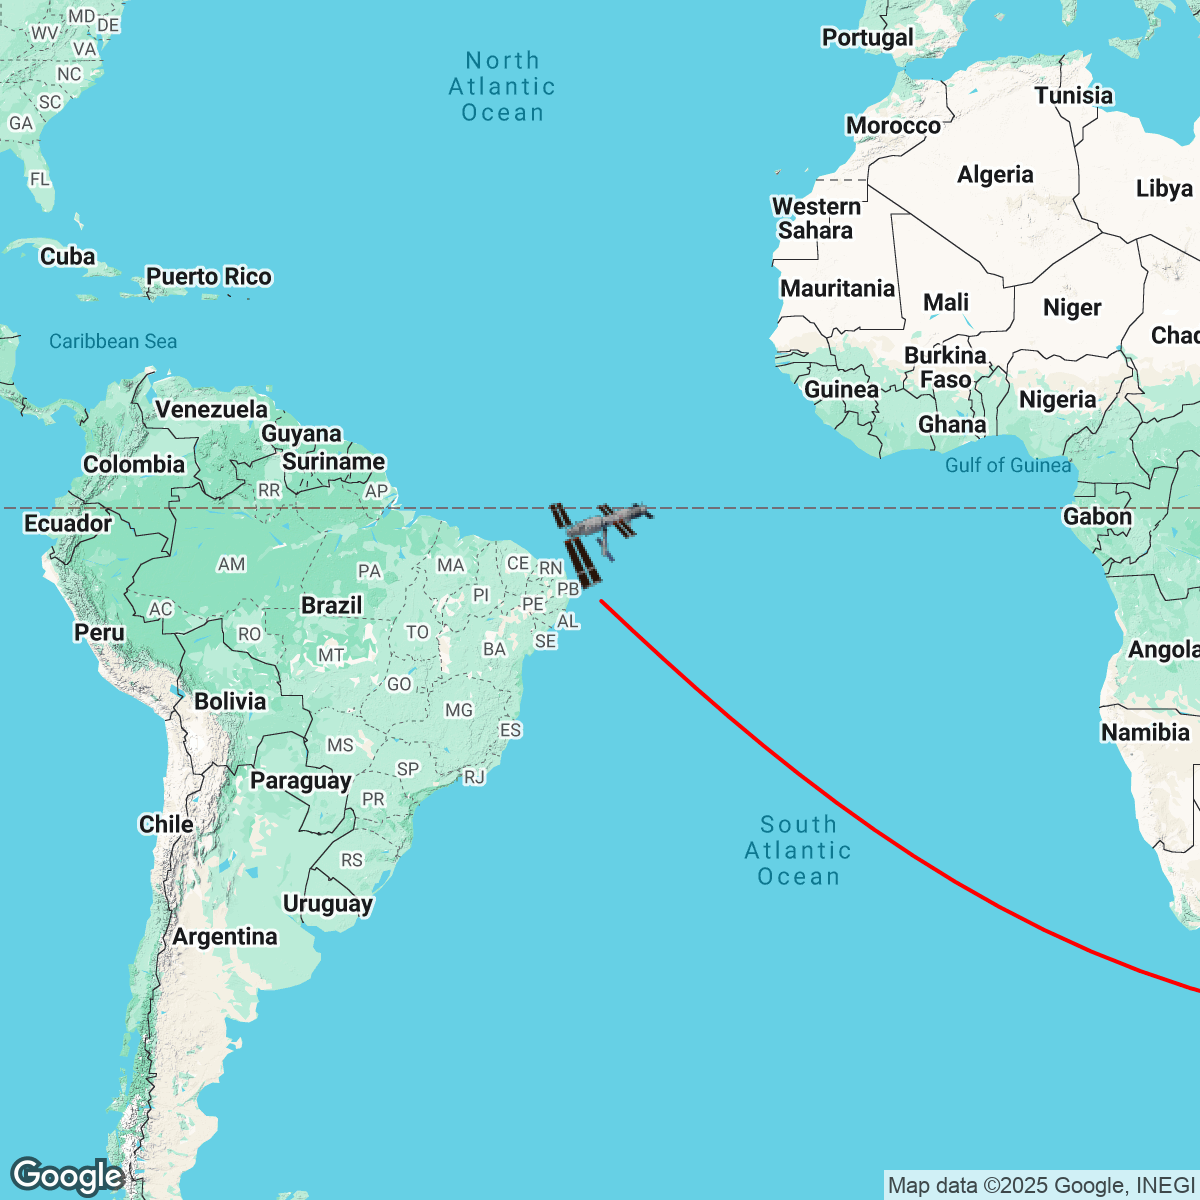 MD
WV
DE
VA
NC
SC
GA
FL
North
Atlantic
Ocean
Portugal
Tunisia
Morocco
Algeria
Libya
Western
Sahara
Cuba
Puerto Rico
Mauritania
Mali
Niger
Chad
Caribbean Sea
Burkina
Faso
Guinea
Nigeria
Ghana
Venezuela
Guyana
Colombia
Suriname
Gulf of Guinea
RR
AP
Ecuador
Gabon
AM
PA
MA
CE
RN
PI
PB
PE
AC
Brazil
AL
Peru
RO
TO
SE
MT
BA
Angola
GO
Bolivia
MG
ES
Namibia
MS
SP
RJ
Paraguay
PR
Chile
South
Atlantic
Ocean
RS
Uruguay
Argentina
Google
Map data ©2025 Google, INEGI